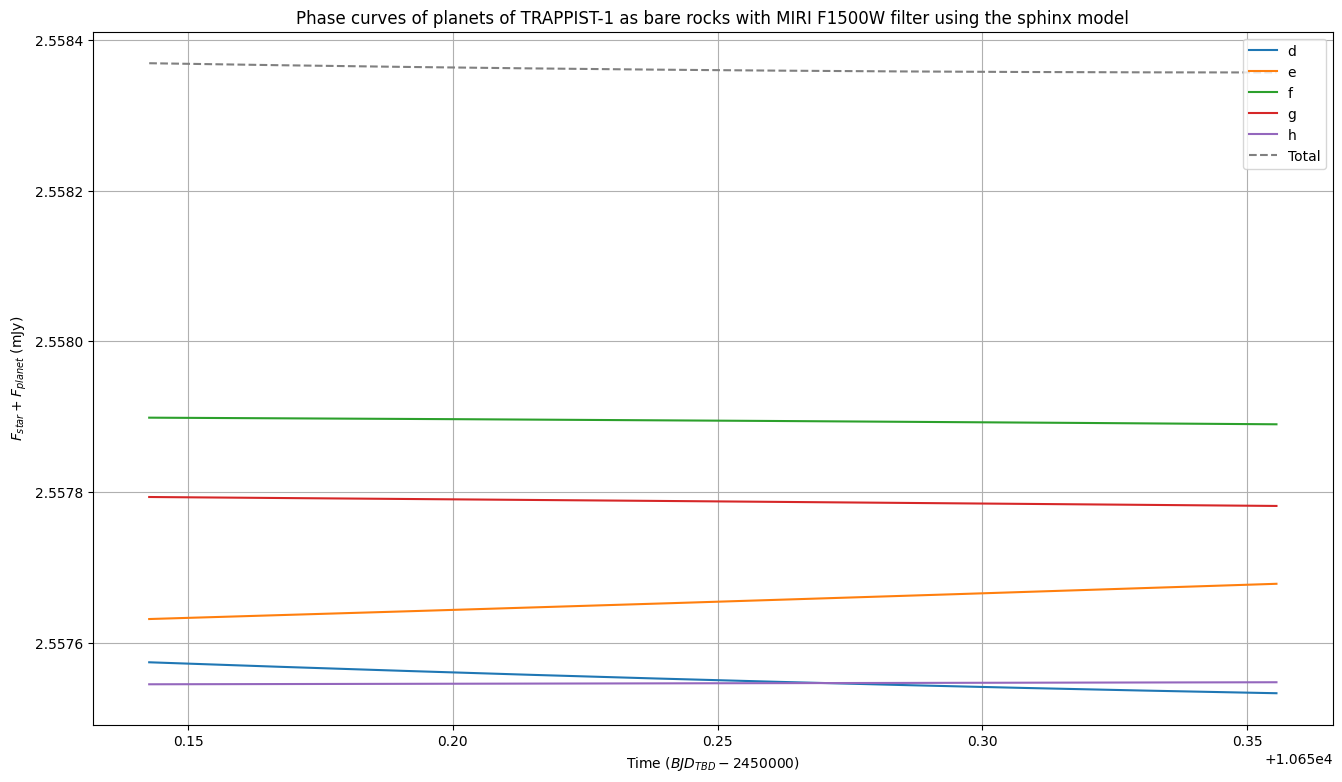 Phase curves of planets of TRAPPIST-1 as bare rocks with MIRI F1500W filter using the sphinx model
2.5584
2.5582
2.5580
2.5578
2.5576
F_star + F_planet (mJy)
d
e
f
g
h
Total
0.15
0.20
0.25
0.30
0.35
+1.065e4
Time (BJD_TBD − 2450000)